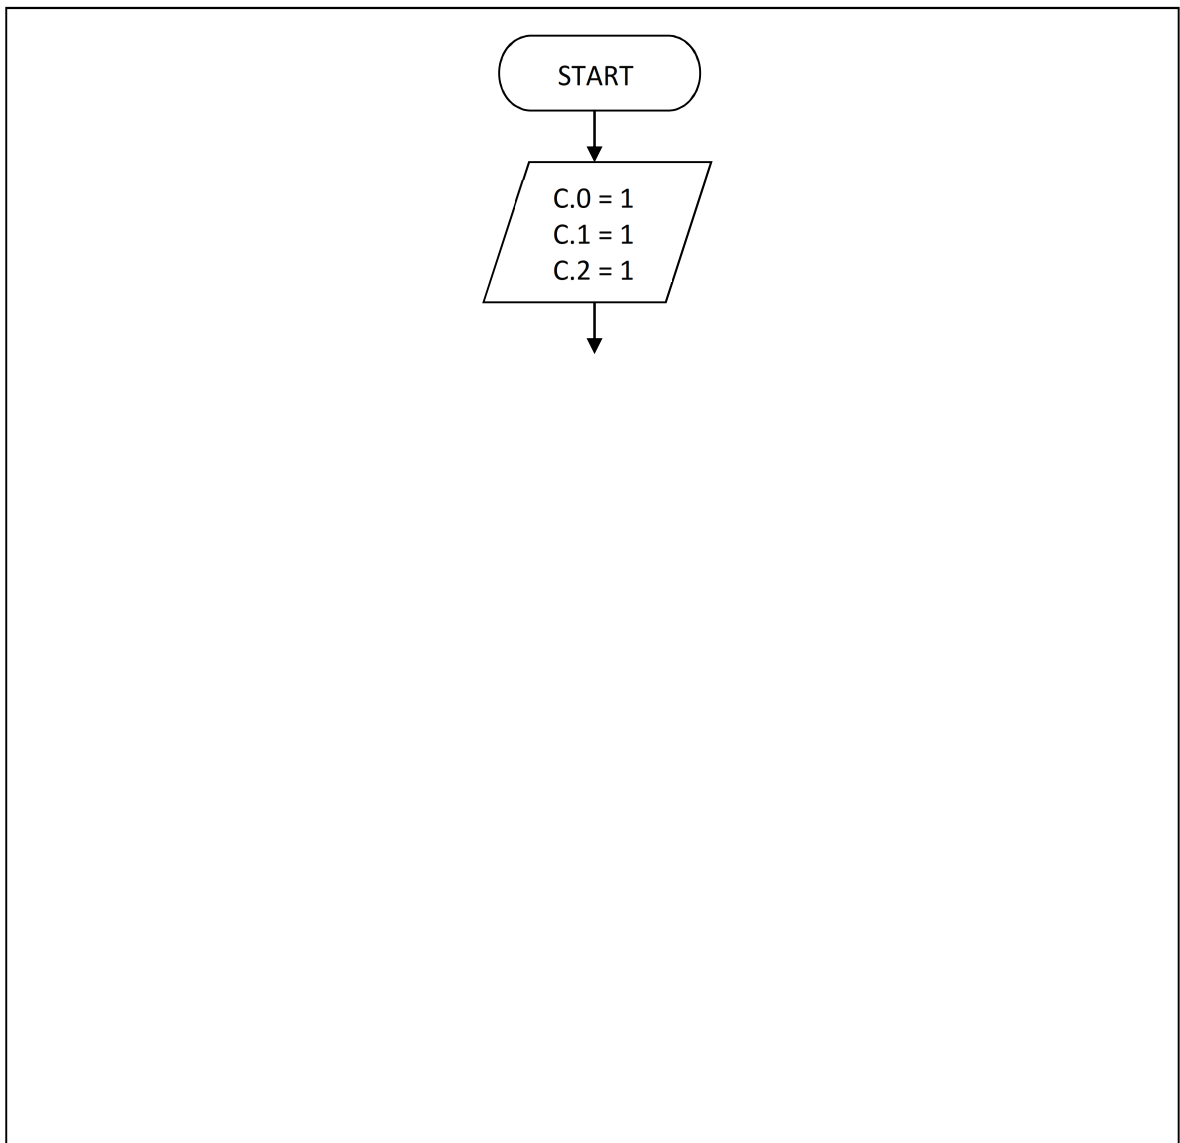 START
C.0 = 1
C.1 = 1
C.2 = 1